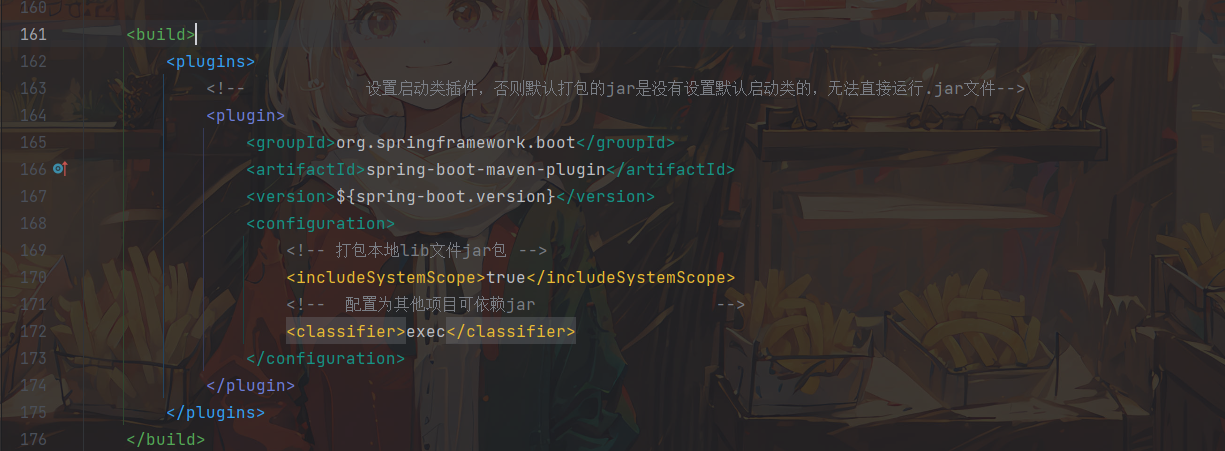 160
161 <build>
162 <plugins>
163 <!-- 设置启动类插件，否则默认打包的jar是没有设置默认启动类的，无法直接运行.jar文件-->
164 <plugin>
165 <groupId>org.springframework.boot</groupId>
166 <artifactId>spring-boot-maven-plugin</artifactId>
167 <version>${spring-boot.version}</version>
168 <configuration>
169 <!-- 打包本地lib文件jar包 -->
170 <includeSystemScope>true</includeSystemScope>
171 <!-- 配置为其他项目可依赖jar -->
172 <classifier>exec</classifier>
173 </configuration>
174 </plugin>
175 </plugins>
176 </build>